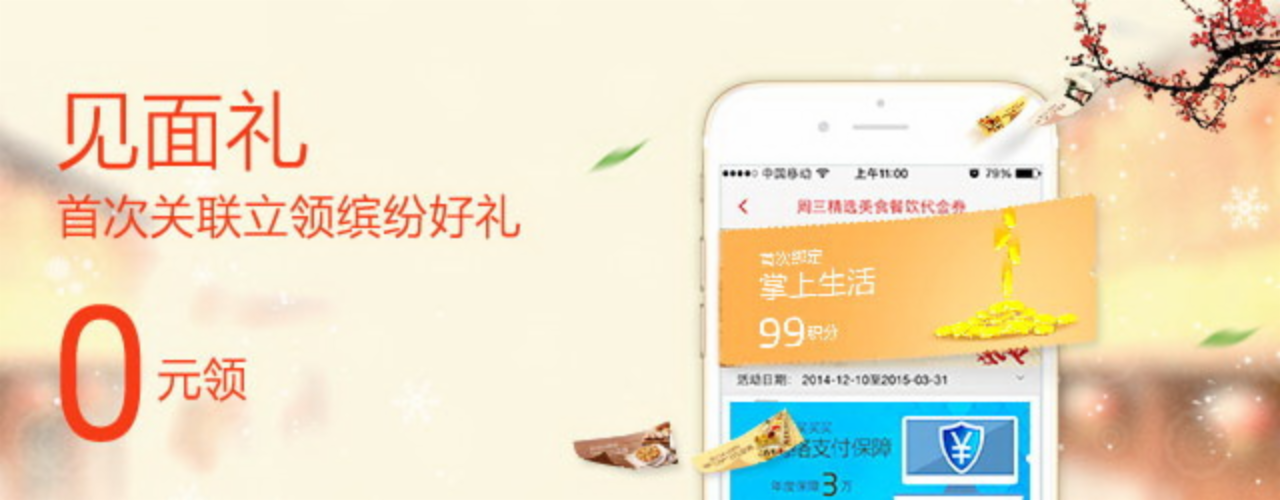 见面礼
首次关联立领缤纷好礼
0元领
中国移动 上午11:00 79%
周三精选美食餐饮代金券
首次绑定
掌上生活
99积分
活动日期: 2014-12-10至2015-03-31
络支付保障
年度保障3万